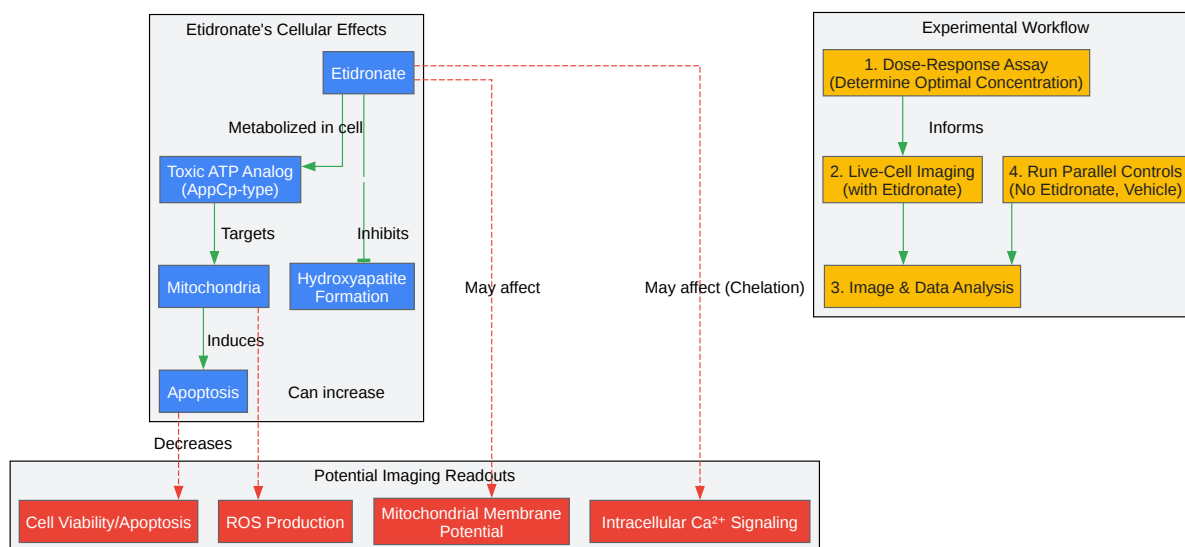 Etidronate's Cellular Effects
Etidronate
Metabolized in cell
Toxic ATP Analog
(AppCp-type)
Targets
Inhibits
Mitochondria
Hydroxyapatite
Formation
Induces
Apoptosis
Can increase
Decreases
May affect
May affect (Chelation)
Potential Imaging Readouts
Cell Viability/Apoptosis
ROS Production
Mitochondrial Membrane
Potential
Intracellular Ca²⁺ Signaling
Experimental Workflow
1. Dose-Response Assay
(Determine Optimal Concentration)
Informs
2. Live-Cell Imaging
(with Etidronate)
4. Run Parallel Controls
(No Etidronate, Vehicle)
3. Image & Data Analysis